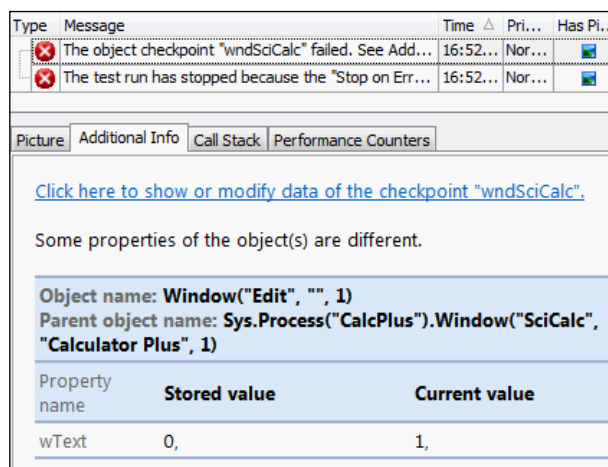 Type Message Time Pri... Has Pi..
The object checkpoint "wndSciCalc" failed. See Add... 16:52... Nor...
The test run has stopped because the "Stop on Err... 16:52... Nor...
Picture Additional Info Call Stack Performance Counters
Click here to show or modify data of the checkpoint "wndSciCalc".
Some properties of the object(s) are different.
Object name: Window("Edit", "", 1)
Parent object name: Sys.Process("CalcPlus").Window("SciCalc",
"Calculator Plus", 1)
Property
name Stored value Current value
wText 0, 1,